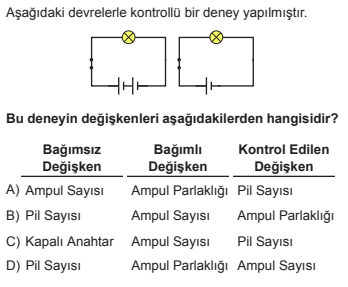 Aşağıdaki devrelerle kontrollü bir deney yapılmıştır.
Bu deneyin değişkenleri aşağıdakilerden hangisidir?
Bağımsız Değişken Bağımlı Değişken Kontrol Edilen Değişken
A) Ampul Sayısı Ampul Parlaklığı Pil Sayısı
B) Pil Sayısı Ampul Sayısı Ampul Parlaklığı
C) Kapalı Anahtar Ampul Sayısı Pil Sayısı
D) Pil Sayısı Ampul Parlaklığı Ampul Sayısı